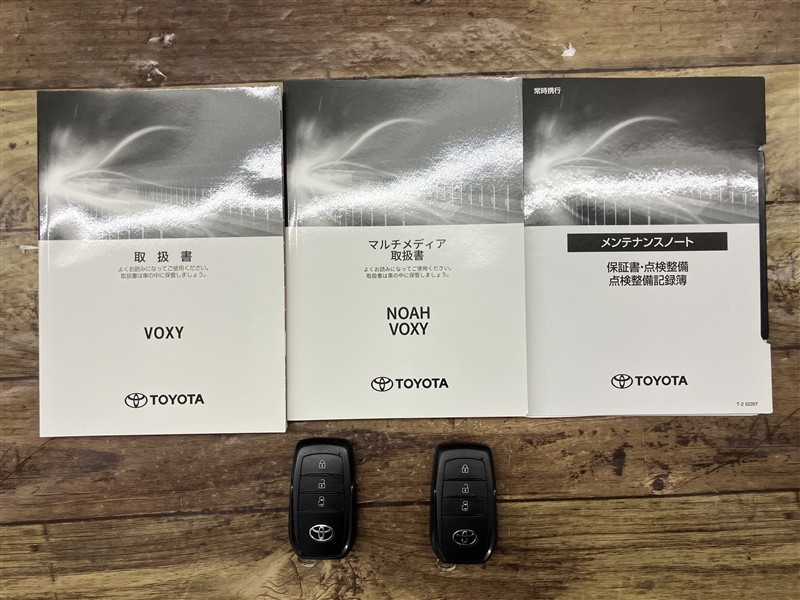 取扱書
よくお読みになってご使用ください。
取扱書は車の中に保管しましょう。
VOXY
TOYOTA
マルチメディア
取扱書
よくお読みになってご使用ください。
取扱書は車の中に保管しましょう。
NOAH
VOXY
TOYOTA
常時携行
メンテナンスノート
保証書・点検整備
点検整備記録簿
TOYOTA
T-2 52207